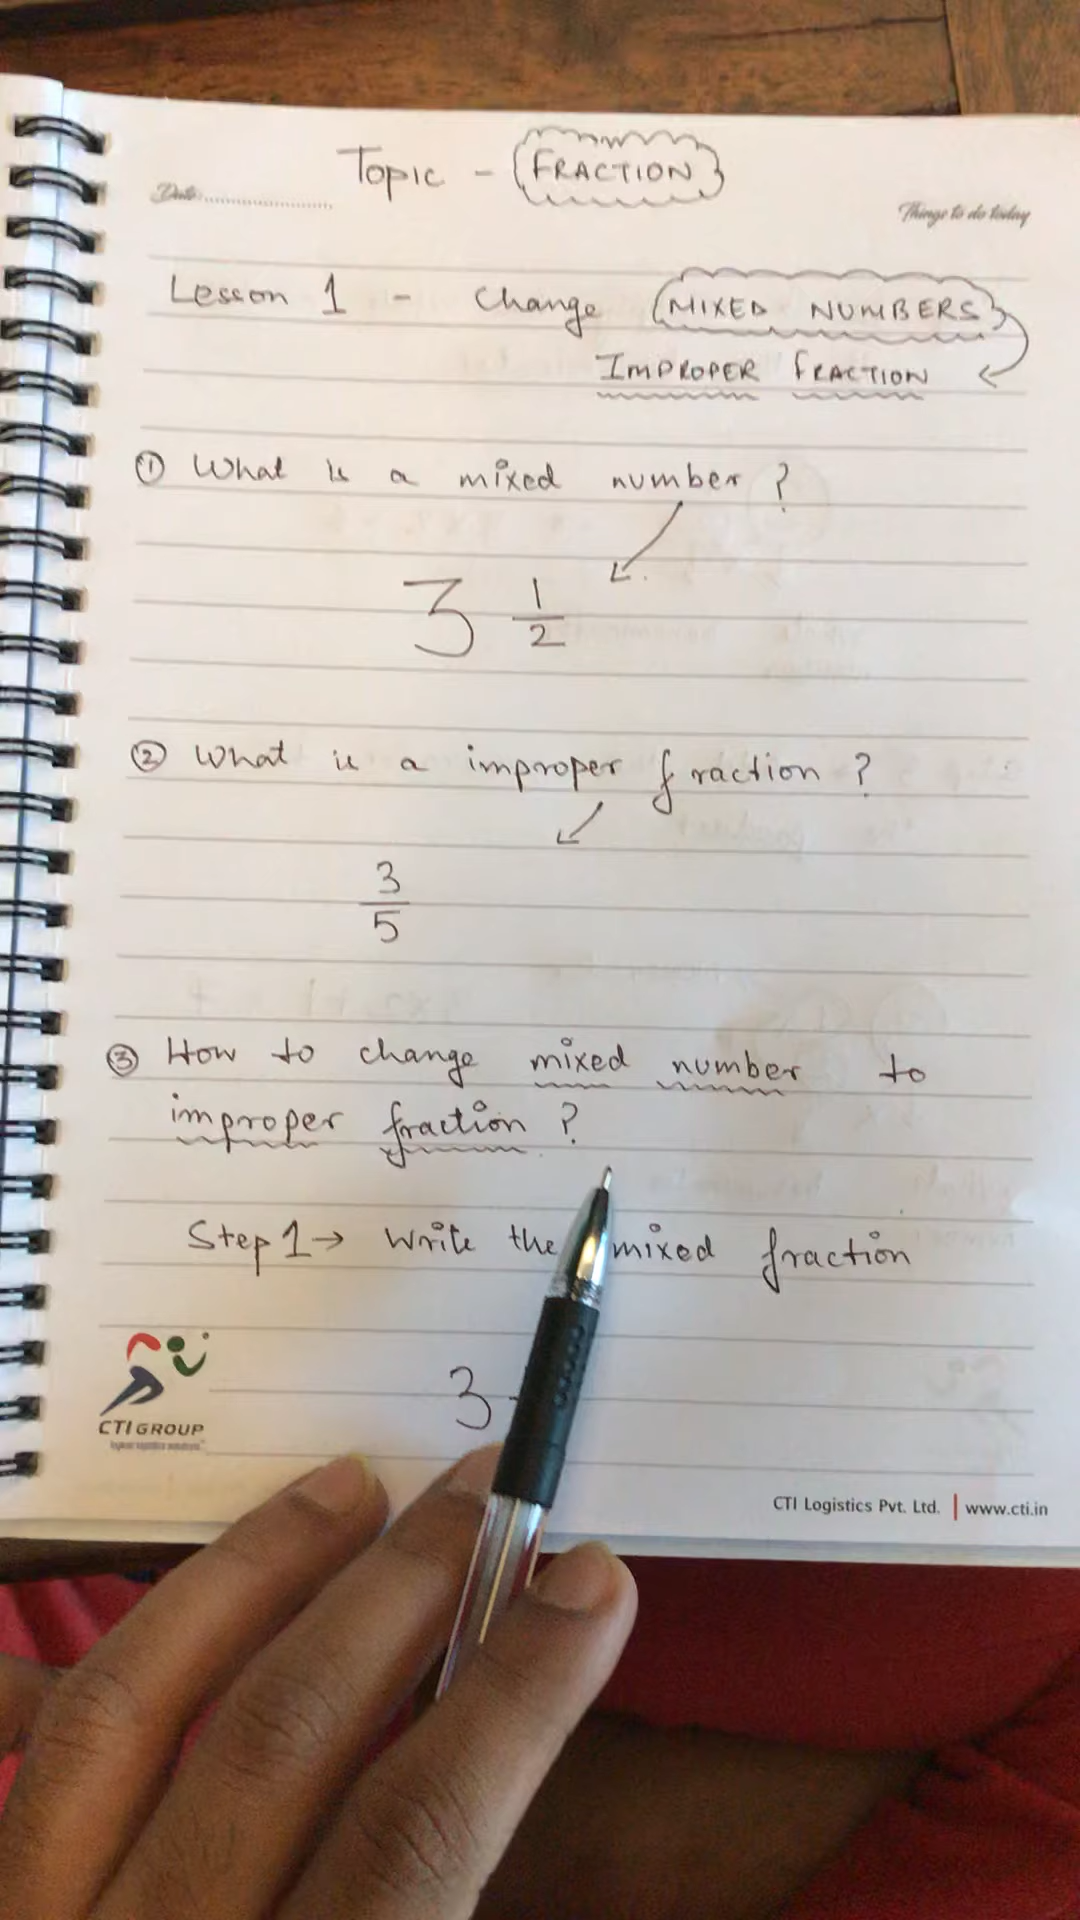 Topic - FRACTION
Date:
Things to do today
Lesson 1 - Change MIXED NUMBERS
IMPROPER FRACTION
① What is a mixed number ?
3 1/2
② What is a improper fraction ?
3/5
③ How to change mixed number to
improper fraction ?
Step 1 → Write the mixed fraction
3
CTI GROUP
CTI Logistics Pvt. Ltd. | www.cti.in